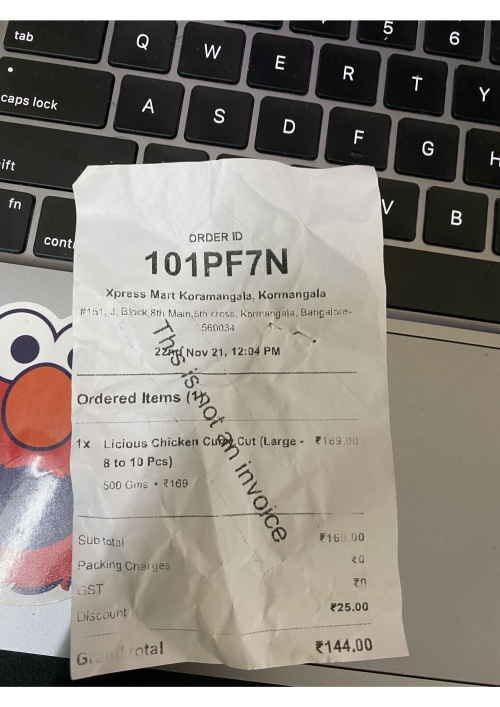 tab
Q
W
E
R
T
Y
5
6
caps lock
A
S
D
F
G
H
ift
fn
cont
V
B
ORDER ID
101PF7N
Xpress Mart Koramangala, Kormangala
#151, J, Block,8th Main,5th cross, Kormangala, Bangalore-
560034
22nd Nov 21, 12:04 PM
Ordered Items (1)
1x Licious Chicken Curry Cut (Large - ₹169.00
8 to 10 Pcs)
500 Gms • ₹169
This is not an invoice
Sub total ₹169.00
Packing Charges ₹0
GST ₹0
Discount ₹25.00
Grand total ₹144.00